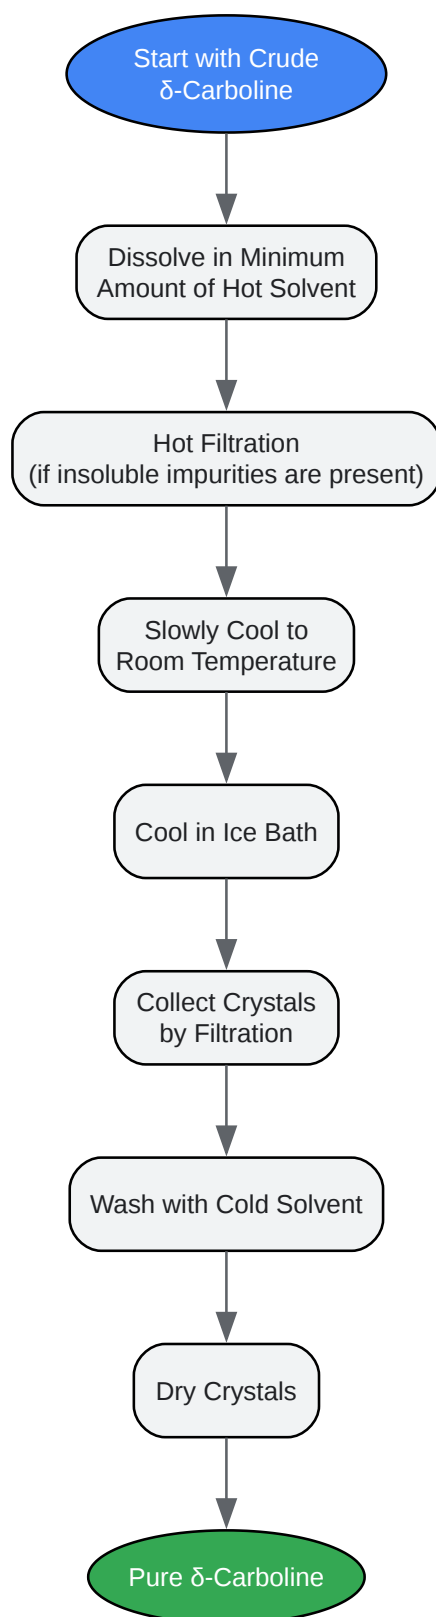 Start with Crude
δ-Carboline
Dissolve in Minimum
Amount of Hot Solvent
Hot Filtration
(if insoluble impurities are present)
Slowly Cool to
Room Temperature
Cool in Ice Bath
Collect Crystals
by Filtration
Wash with Cold Solvent
Dry Crystals
Pure δ-Carboline